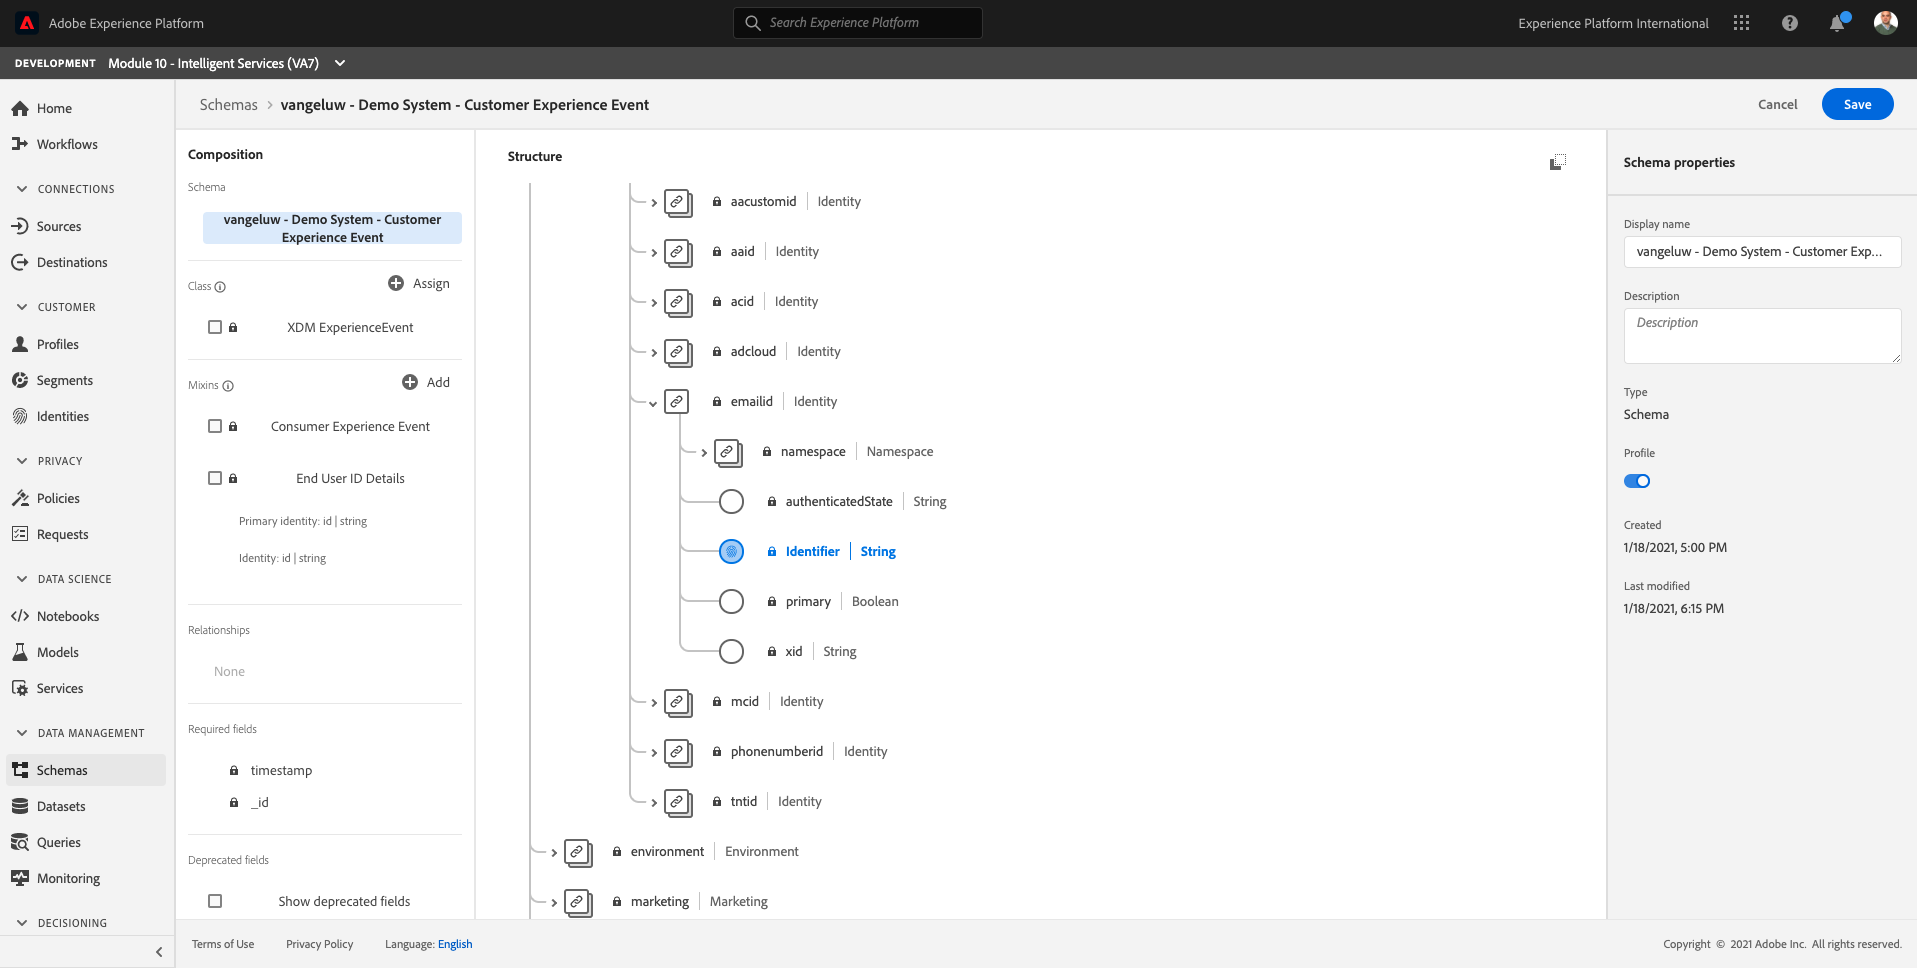 Adobe Experience Platform
Search Experience Platform
Experience Platform International
DEVELOPMENT Module 10 - Intelligent Services (VA7)
Home
Workflows
CONNECTIONS
Sources
Destinations
CUSTOMER
Profiles
Segments
Identities
PRIVACY
Policies
Requests
DATA SCIENCE
Notebooks
Models
Services
DATA MANAGEMENT
Schemas
Datasets
Queries
Monitoring
DECISIONING
Schemas > vangeluw - Demo System - Customer Experience Event
Cancel
Save
Composition
Schema
vangeluw - Demo System - Customer
Experience Event
Class
Assign
XDM ExperienceEvent
Mixins
Add
Consumer Experience Event
End User ID Details
Primary identity: id | string
Identity: id | string
Relationships
None
Required fields
timestamp
_id
Deprecated fields
Show deprecated fields
Structure
aacustomid | Identity
aaid | Identity
acid | Identity
adcloud | Identity
emailid | Identity
namespace | Namespace
authenticatedState | String
Identifier | String
primary | Boolean
xid | String
mcid | Identity
phonenumberid | Identity
tntid | Identity
environment | Environment
marketing | Marketing
Schema properties
Display name
vangeluw - Demo System - Customer Exp...
Description
Description
Type
Schema
Profile
Created
1/18/2021, 5:00 PM
Last modified
1/18/2021, 6:15 PM
Terms of Use
Privacy Policy
Language: English
Copyright © 2021 Adobe Inc. All rights reserved.